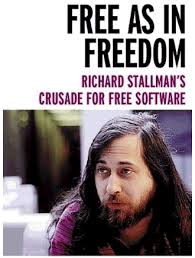 FREE AS IN
FREEDOM
RICHARD STALLMAN'S
CRUSADE FOR FREE SOFTWARE